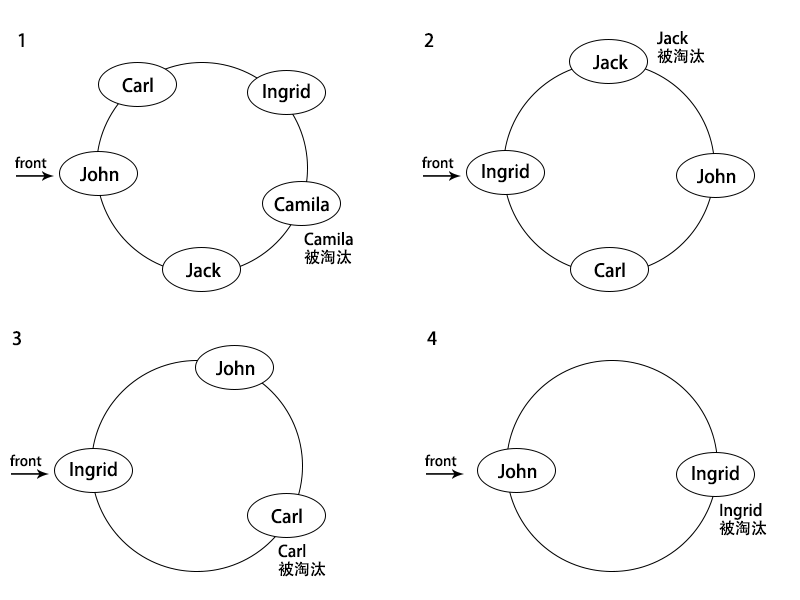 1
Carl
Ingrid
front
John
Camila
Camila
被淘汰
Jack
2
Jack
Jack
被淘汰
front
Ingrid
John
Carl
3
John
front
Ingrid
Carl
Carl
被淘汰
4
front
John
Ingrid
Ingrid
被淘汰